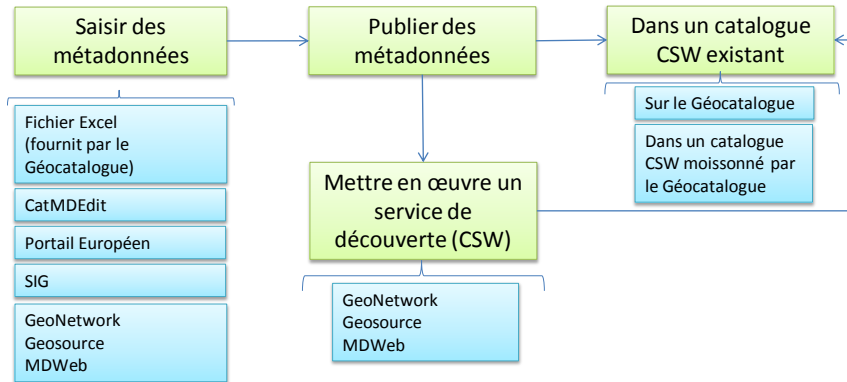 Saisir des
métadonnées
Publier des
métadonnées
Dans un catalogue
CSW existant
Fichier Excel
(fournit par le
Géocatalogue)
CatMDEdit
Portail Européen
SIG
GeoNetwork
Geosource
MDWeb
Mettre en œuvre un
service de
découverte (CSW)
GeoNetwork
Geosource
MDWeb
Sur le Géocatalogue
Dans un catalogue
CSW moissonné par
le Géocatalogue